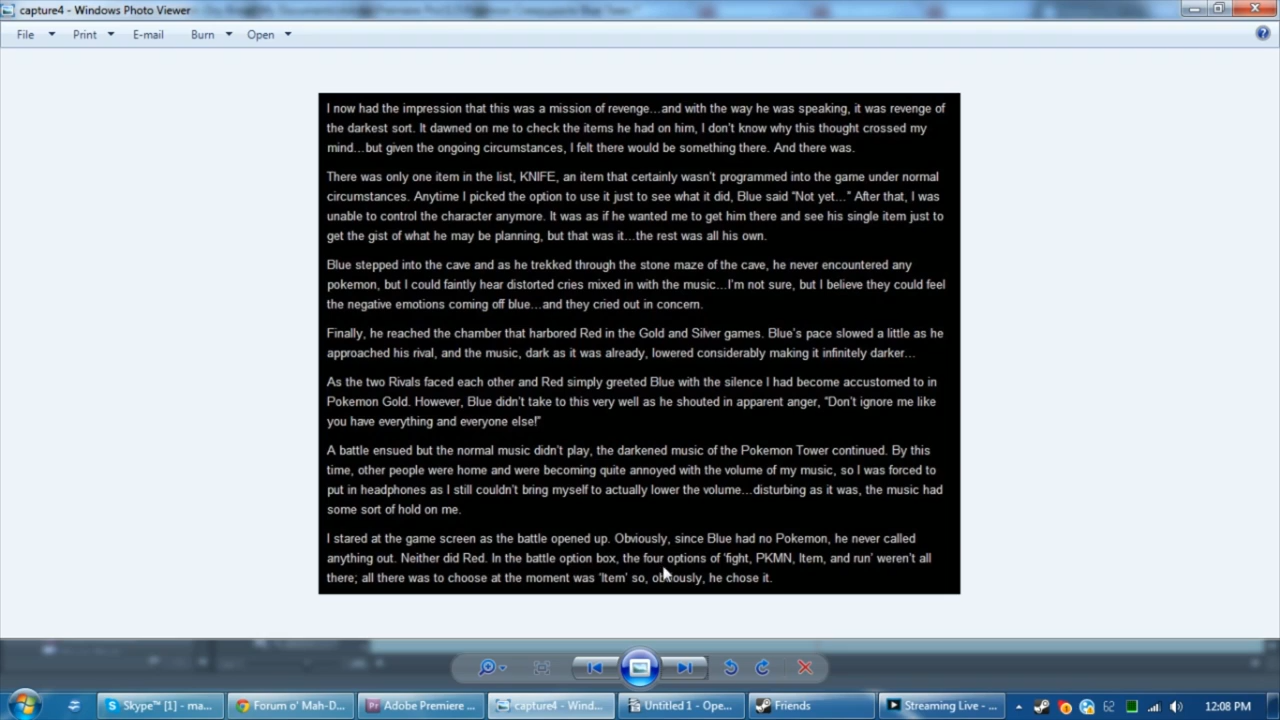 capture4 - Windows Photo Viewer
File Print E-mail Burn Open
I now had the impression that this was a mission of revenge...and with the way he was speaking, it was revenge of
the darkest sort. It dawned on me to check the items he had on him, I don't know why this thought crossed my
mind...but given the ongoing circumstances, I felt there would be something there. And there was.
There was only one item in the list, KNIFE, an item that certainly wasn't programmed into the game under normal
circumstances. Anytime I picked the option to use it just to see what it did, Blue said "Not yet..." After that, I was
unable to control the character anymore. It was as if he wanted me to get him there and see his single item just to
get the gist of what he may be planning, but that was it...the rest was all his own.
Blue stepped into the cave and as he trekked through the stone maze of the cave, he never encountered any
pokemon, but I could faintly hear distorted cries mixed in with the music...I'm not sure, but I believe they could feel
the negative emotions coming off blue...and they cried out in concern.
Finally, he reached the chamber that harbored Red in the Gold and Silver games. Blue's pace slowed a little as he
approached his rival, and the music, dark as it was already, lowered considerably making it infinitely darker...
As the two Rivals faced each other and Red simply greeted Blue with the silence I had become accustomed to in
Pokemon Gold. However, Blue didn't take to this very well as he shouted in apparent anger, "Don't ignore me like
you have everything and everyone else!"
A battle ensued but the normal music didn't play, the darkened music of the Pokemon Tower continued. By this
time, other people were home and were becoming quite annoyed with the volume of my music, so I was forced to
put in headphones as I still couldn't bring myself to actually lower the volume...disturbing as it was, the music had
some sort of hold on me.
I stared at the game screen as the battle opened up. Obviously, since Blue had no Pokemon, he never called
anything out. Neither did Red. In the battle option box, the four options of 'fight, PKMN, Item, and run' weren't all
there; all there was to choose at the moment was 'Item' so, obviously, he chose it.
Skype™ [1] - ma... Forum o' Mah-D... Adobe Premiere ... capture4 - Wind... Untitled 1 - Ope... Friends Streaming Live - ... 62 12:08 PM